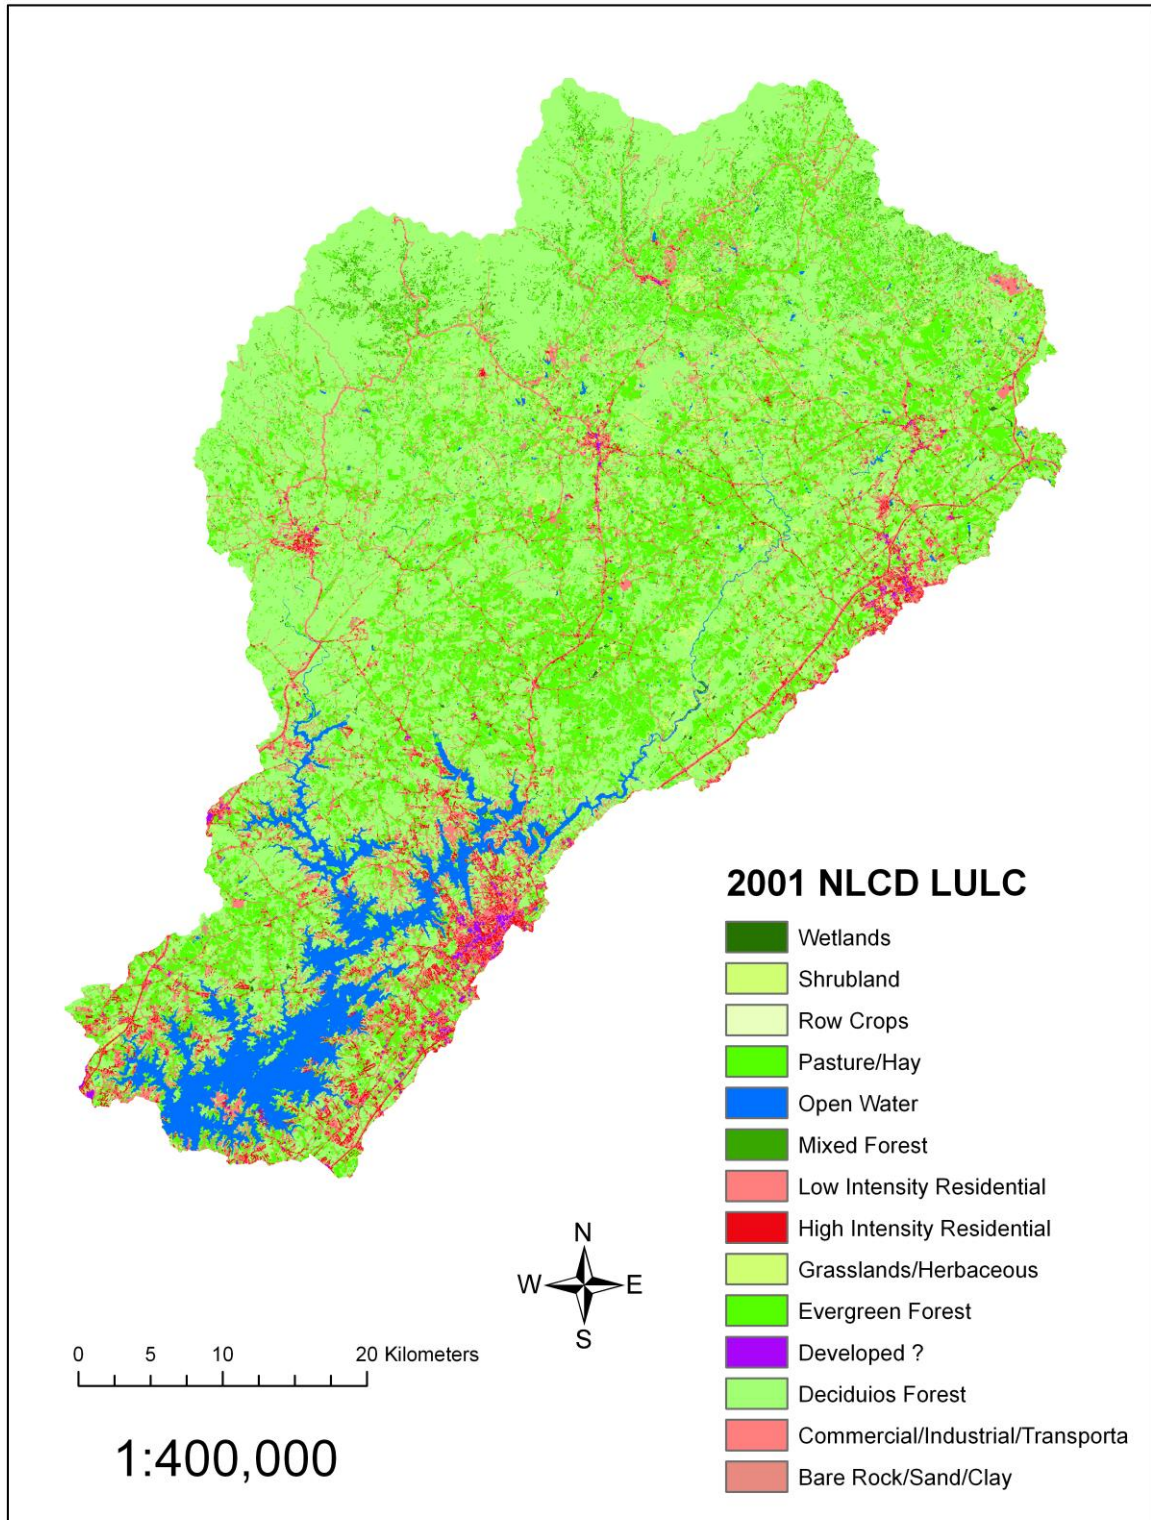 2001 NLCD LULC
Wetlands
Shrubland
Row Crops
Pasture/Hay
Open Water
Mixed Forest
Low Intensity Residential
High Intensity Residential
Grasslands/Herbaceous
Evergreen Forest
Developed ?
Deciduios Forest
Commercial/Industrial/Transporta
Bare Rock/Sand/Clay
N
W E
S
0 5 10 20 Kilometers
1:400,000